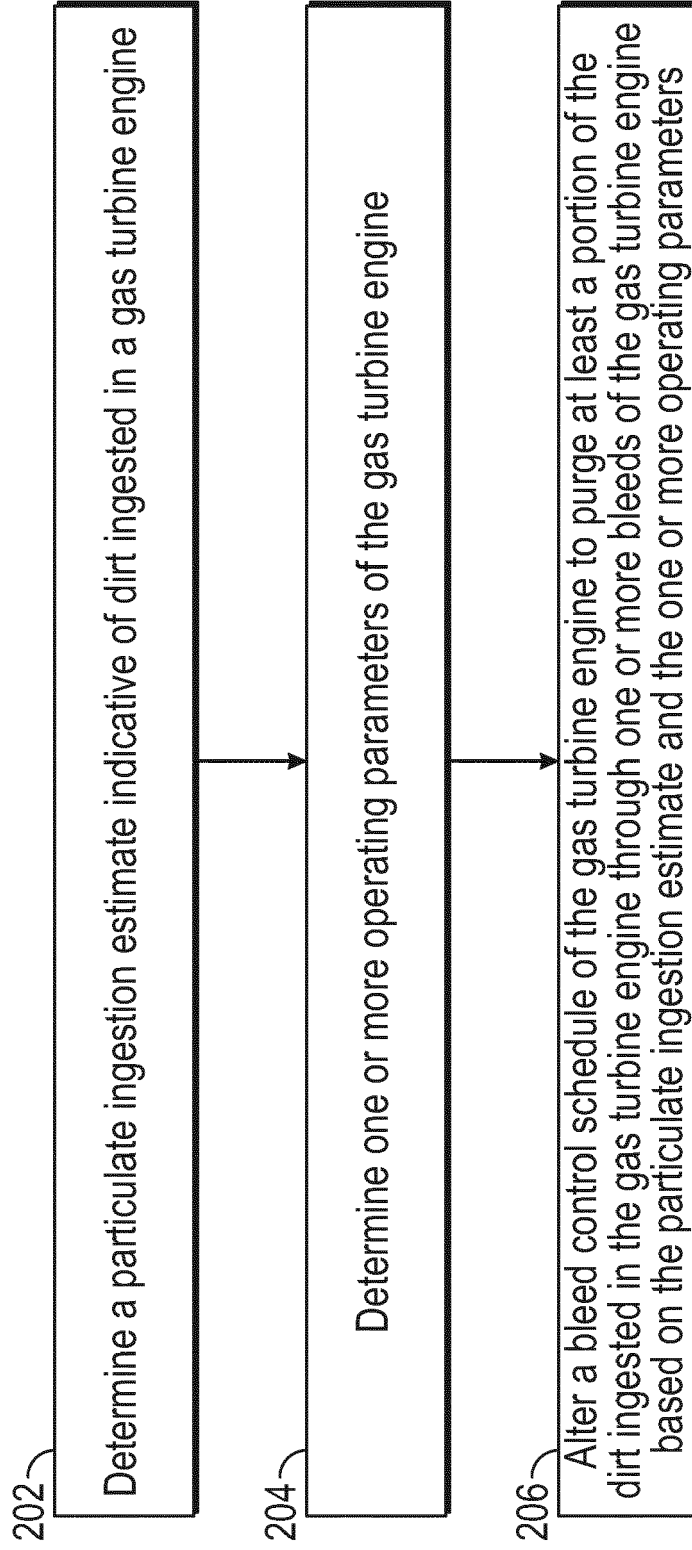 202
Determine a particulate ingestion estimate indicative of dirt ingested in a gas turbine engine
204
Determine one or more operating parameters of the gas turbine engine
206
Alter a bleed control schedule of the gas turbine engine to purge at least a portion of the
dirt ingested in the gas turbine engine through one or more bleeds of the gas turbine engine
based on the particulate ingestion estimate and the one or more operating parameters